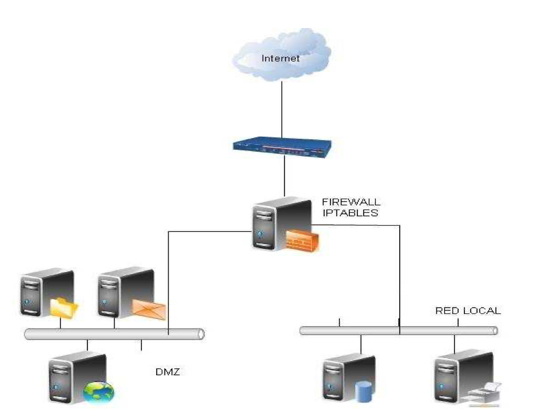 Internet
FIREWALL
IPTABLES
RED LOCAL
DMZ